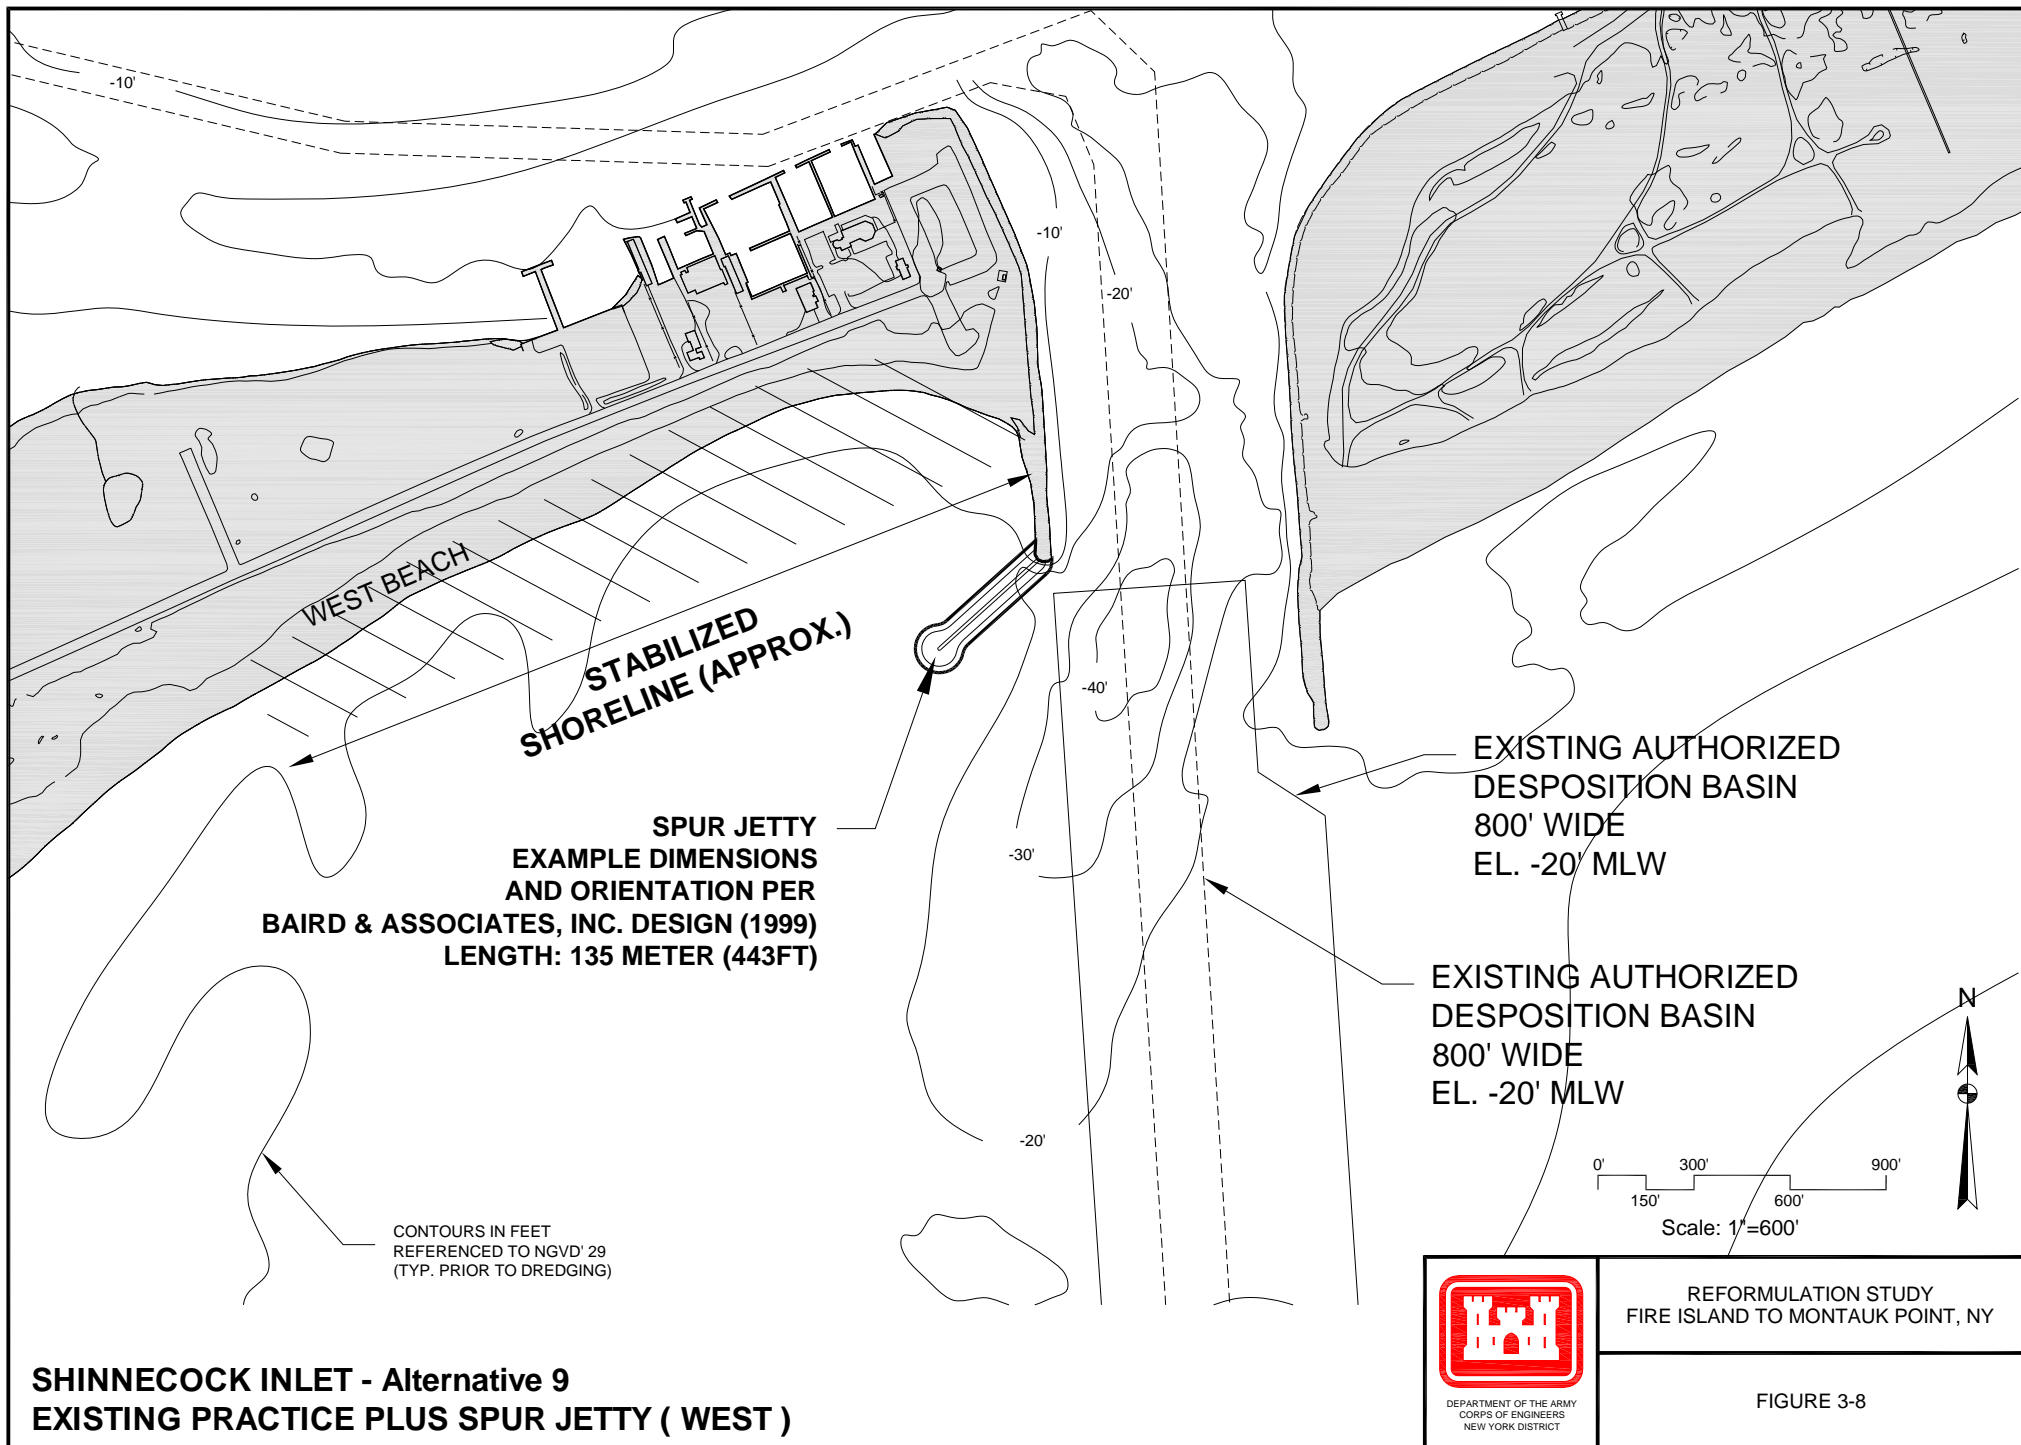 -10'
-10'
-20'
WEST BEACH
STABILIZED
SHORELINE (APPROX.)
-40'
-30'
-20'
SPUR JETTY
EXAMPLE DIMENSIONS
AND ORIENTATION PER
BAIRD & ASSOCIATES, INC. DESIGN (1999)
LENGTH: 135 METER (443FT)
EXISTING AUTHORIZED
DESPOSITION BASIN
800' WIDE
EL. -20' MLW
EXISTING AUTHORIZED
DESPOSITION BASIN
800' WIDE
EL. -20' MLW
N
0' 300' 900'
150' 600'
Scale: 1"=600'
CONTOURS IN FEET
REFERENCED TO NGVD' 29
(TYP. PRIOR TO DREDGING)
SHINNECOCK INLET - Alternative 9
EXISTING PRACTICE PLUS SPUR JETTY ( WEST )
DEPARTMENT OF THE ARMY
CORPS OF ENGINEERS
NEW YORK DISTRICT
REFORMULATION STUDY
FIRE ISLAND TO MONTAUK POINT, NY
FIGURE 3-8